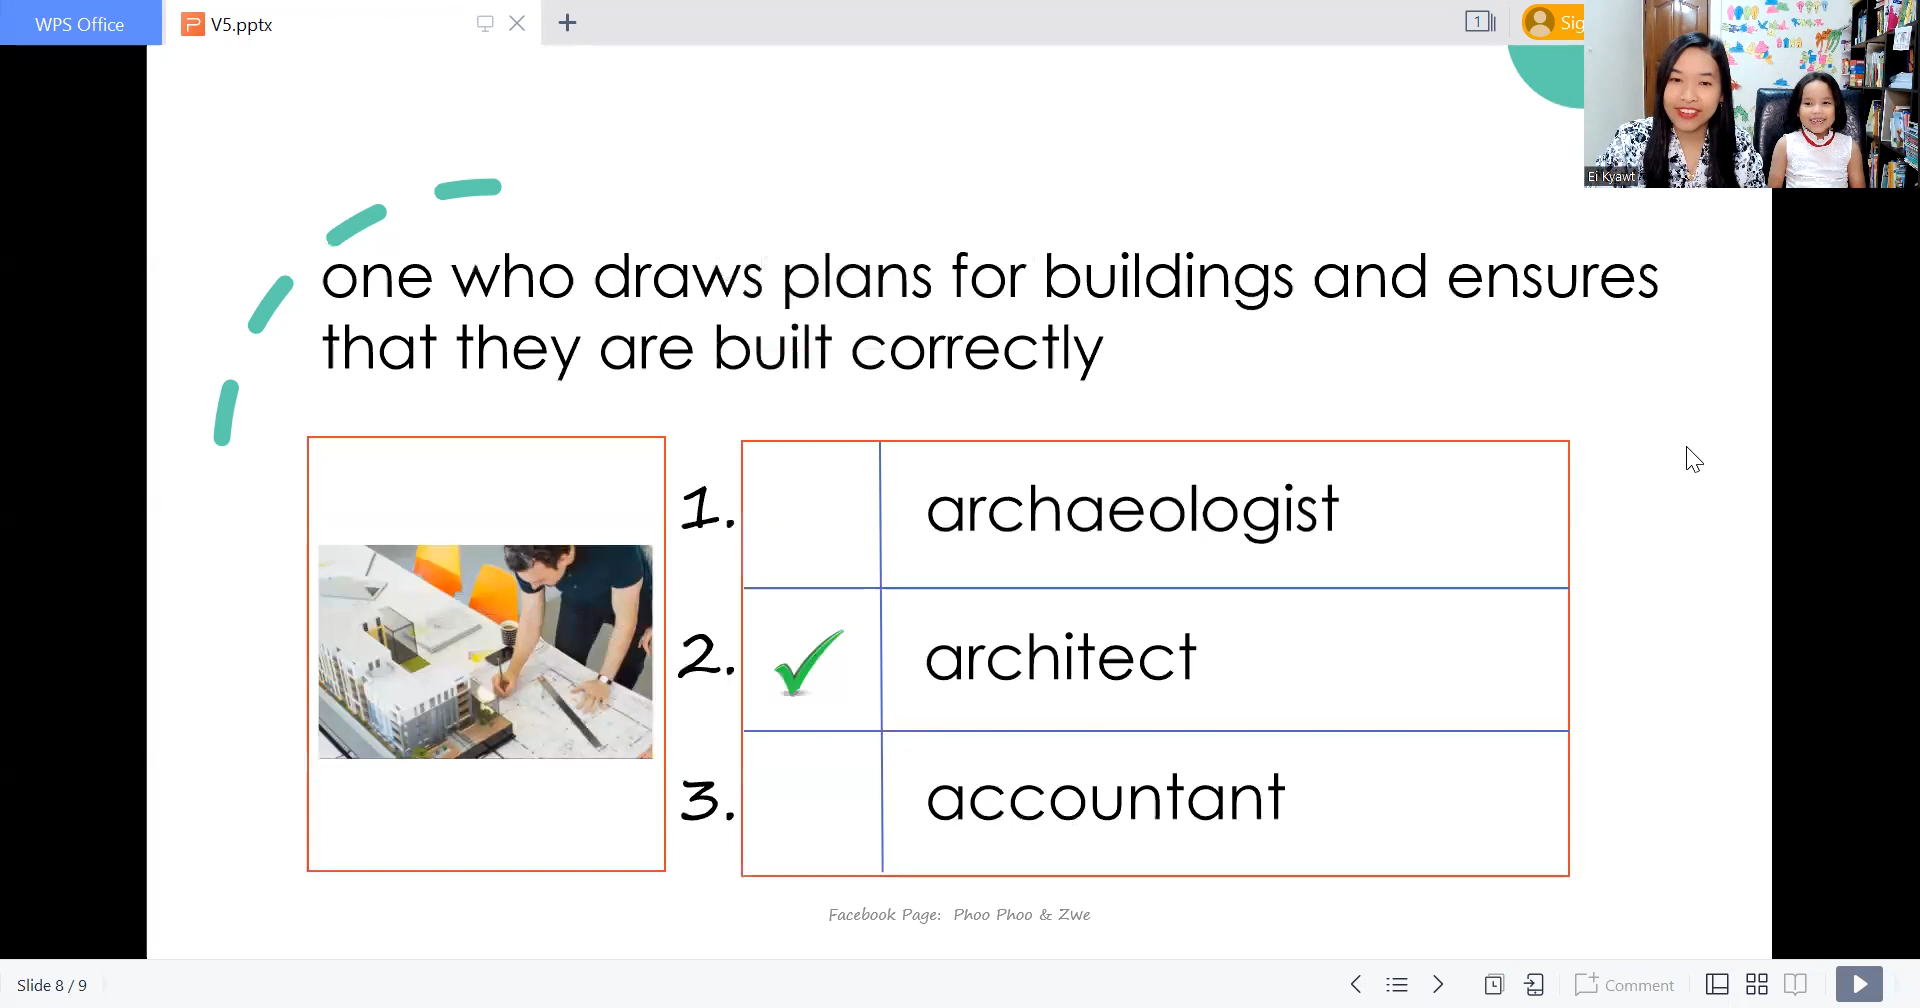 WPS Office
V5.pptx
1
Sig
Ei Kyawt
one who draws plans for buildings and ensures
that they are built correctly
1. archaeologist
2. architect
3. accountant
Facebook Page: Phoo Phoo & Zwe
Slide 8 / 9
Comment